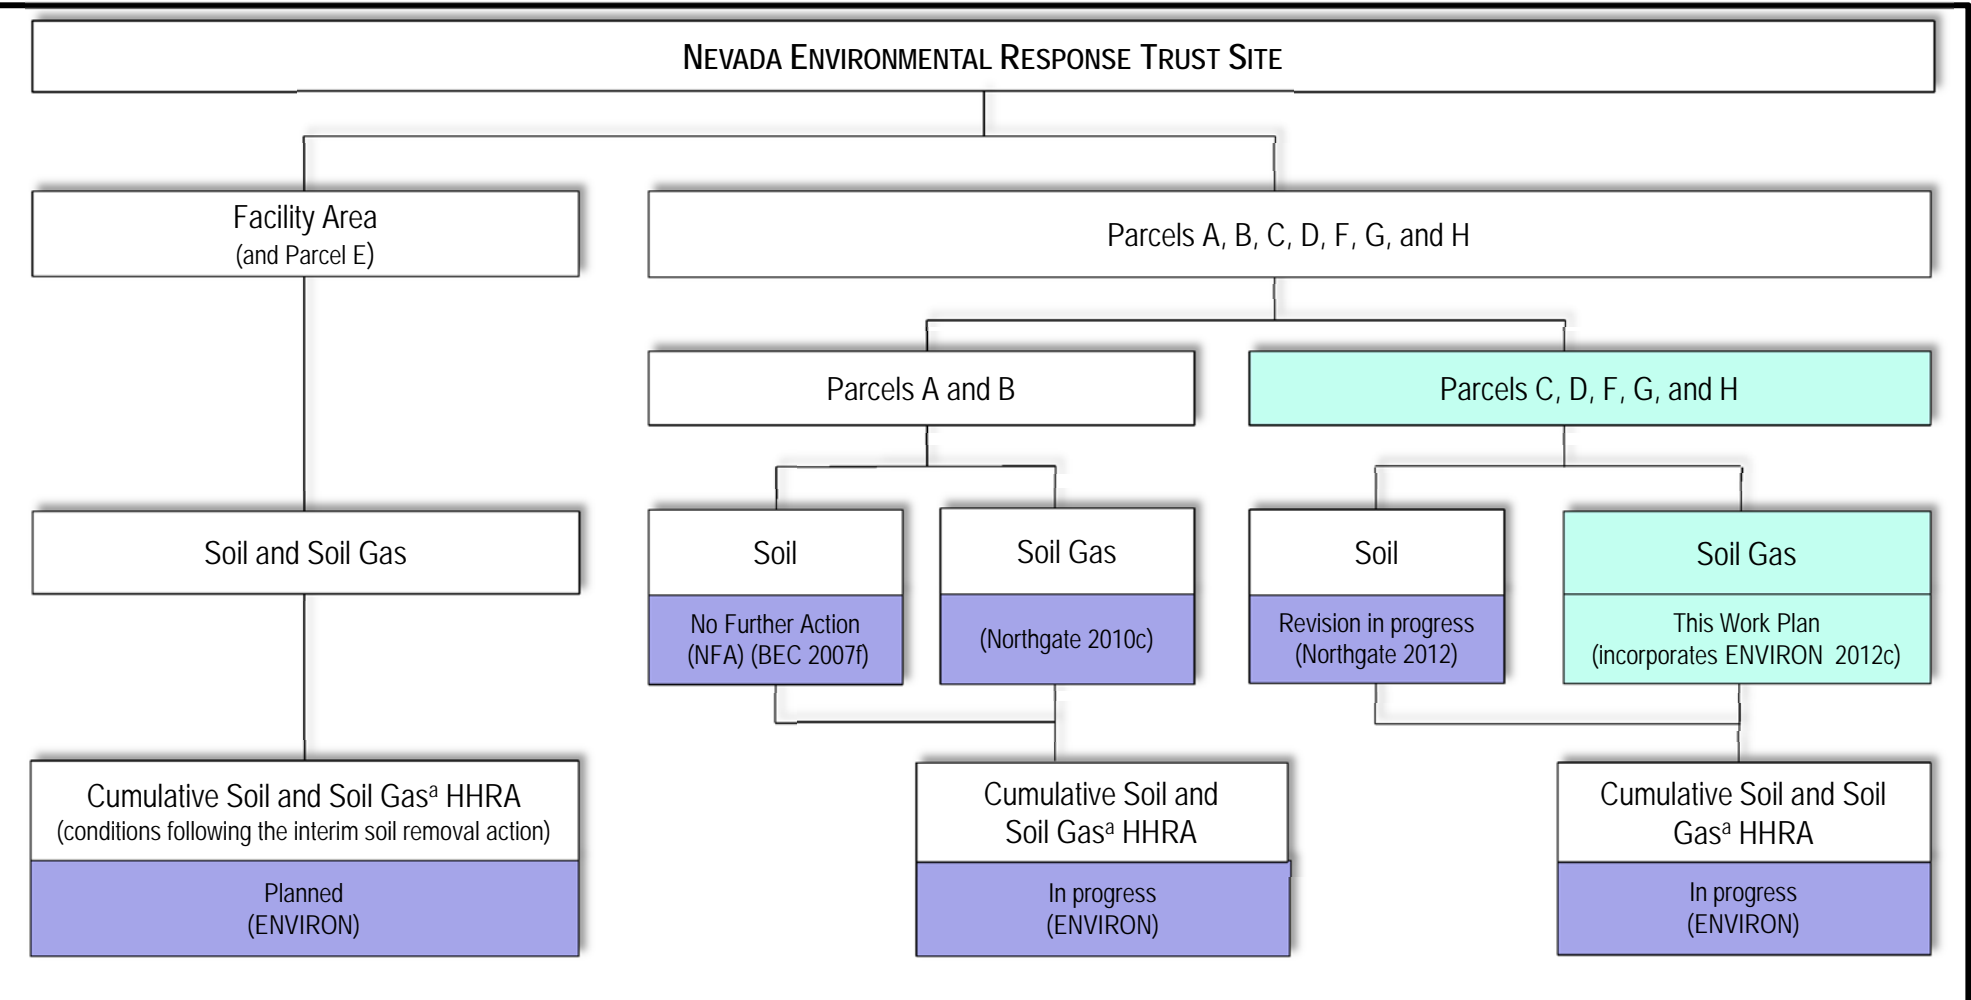 NEVADA ENVIRONMENTAL RESPONSE TRUST SITE
Facility Area
(and Parcel E)
Parcels A, B, C, D, F, G, and H
Parcels A and B
Parcels C, D, F, G, and H
Soil and Soil Gas
Soil
No Further Action
(NFA) (BEC 2007f)
Soil Gas
(Northgate 2010c)
Soil
Revision in progress
(Northgate 2012)
Soil Gas
This Work Plan
(incorporates ENVIRON 2012c)
Cumulative Soil and Soil Gasª HHRA
(conditions following the interim soil removal action)
Planned
(ENVIRON)
Cumulative Soil and
Soil Gasª HHRA
In progress
(ENVIRON)
Cumulative Soil and Soil
Gasª HHRA
In progress
(ENVIRON)